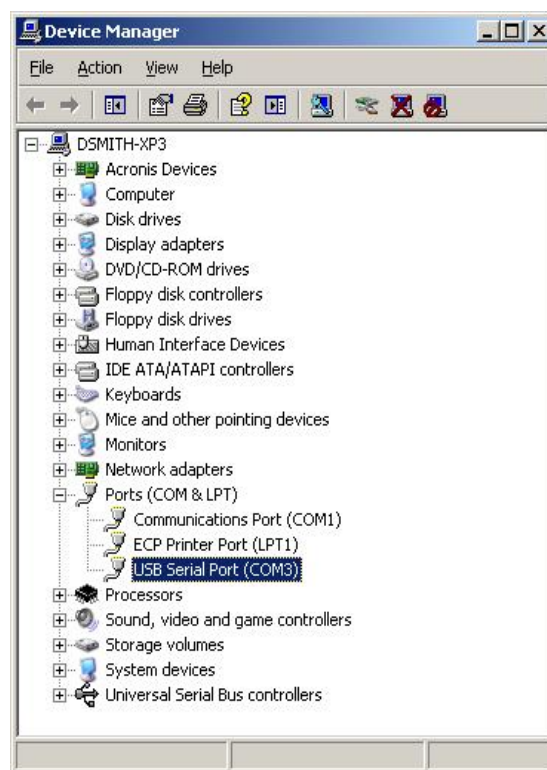 Device Manager
File Action View Help
DSMITH-XP3
Acronis Devices
Computer
Disk drives
Display adapters
DVD/CD-ROM drives
Floppy disk controllers
Floppy disk drives
Human Interface Devices
IDE ATA/ATAPI controllers
Keyboards
Mice and other pointing devices
Monitors
Network adapters
Ports (COM & LPT)
Communications Port (COM1)
ECP Printer Port (LPT1)
USB Serial Port (COM3)
Processors
Sound, video and game controllers
Storage volumes
System devices
Universal Serial Bus controllers